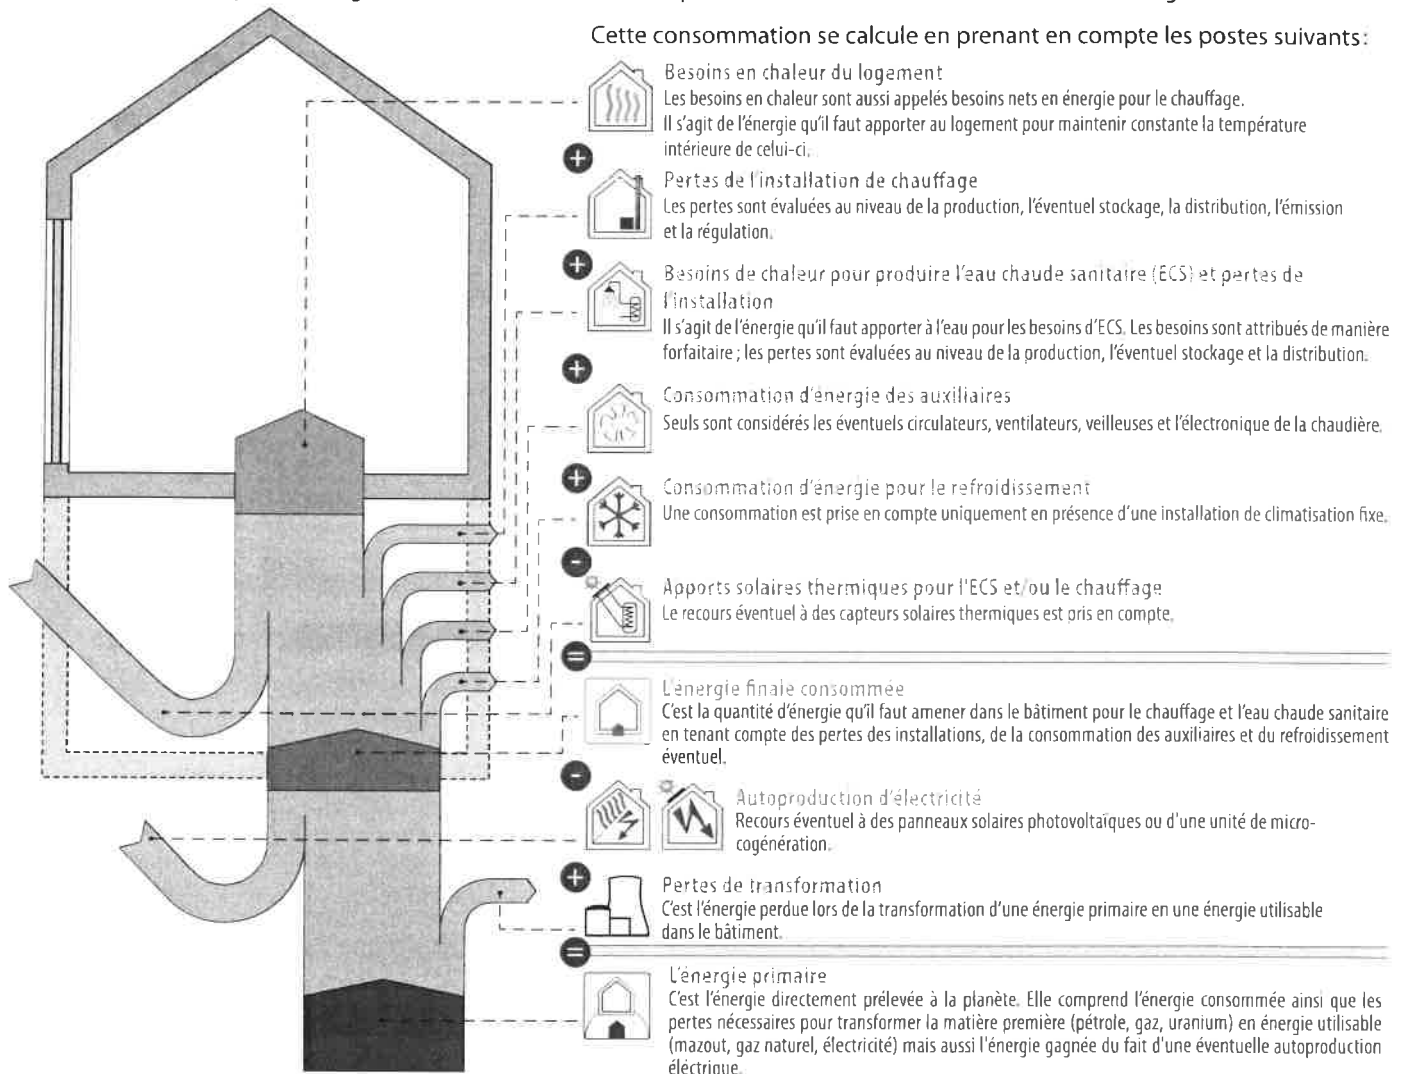 Cette consommation se calcule en prenant en compte les postes suivants:
Besoins en chaleur du logement
Les besoins en chaleur sont aussi appelés besoins nets en énergie pour le chauffage.
Il s'agit de l'énergie qu'il faut apporter au logement pour maintenir constante la température
intérieure de celui-ci.
+
Pertes de l'installation de chauffage
Les pertes sont évaluées au niveau de la production, l'éventuel stockage, la distribution, l'émission
et la régulation.
+
Besoins de chaleur pour produire l'eau chaude sanitaire (ECS) et pertes de
l'installation
Il s'agit de l'énergie qu'il faut apporter à l'eau pour les besoins d'ECS. Les besoins sont attribués de manière
forfaitaire ; les pertes sont évaluées au niveau de la production, l'éventuel stockage et la distribution.
+
Consommation d'énergie des auxiliaires
Seuls sont considérés les éventuels circulateurs, ventilateurs, veilleuses et l'électronique de la chaudière.
+
Consommation d'énergie pour le refroidissement
Une consommation est prise en compte uniquement en présence d'une installation de climatisation fixe.
-
Apports solaires thermiques pour l'ECS et/ou le chauffage
Le recours éventuel à des capteurs solaires thermiques est pris en compte.
=
L'énergie finale consommée
C'est la quantité d'énergie qu'il faut amener dans le bâtiment pour le chauffage et l'eau chaude sanitaire
en tenant compte des pertes des installations, de la consommation des auxiliaires et du refroidissement
éventuel.
-
Autoproduction d'électricité
Recours éventuel à des panneaux solaires photovoltaïques ou d'une unité de micro-
cogénération.
+
Pertes de transformation
C'est l'énergie perdue lors de la transformation d'une énergie primaire en une énergie utilisable
dans le bâtiment.
=
L'énergie primaire
C'est l'énergie directement prélevée à la planète. Elle comprend l'énergie consommée ainsi que les
pertes nécessaires pour transformer la matière première (pétrole, gaz, uranium) en énergie utilisable
(mazout, gaz naturel, électricité) mais aussi l'énergie gagnée du fait d'une éventuelle autoproduction
éléctrique.